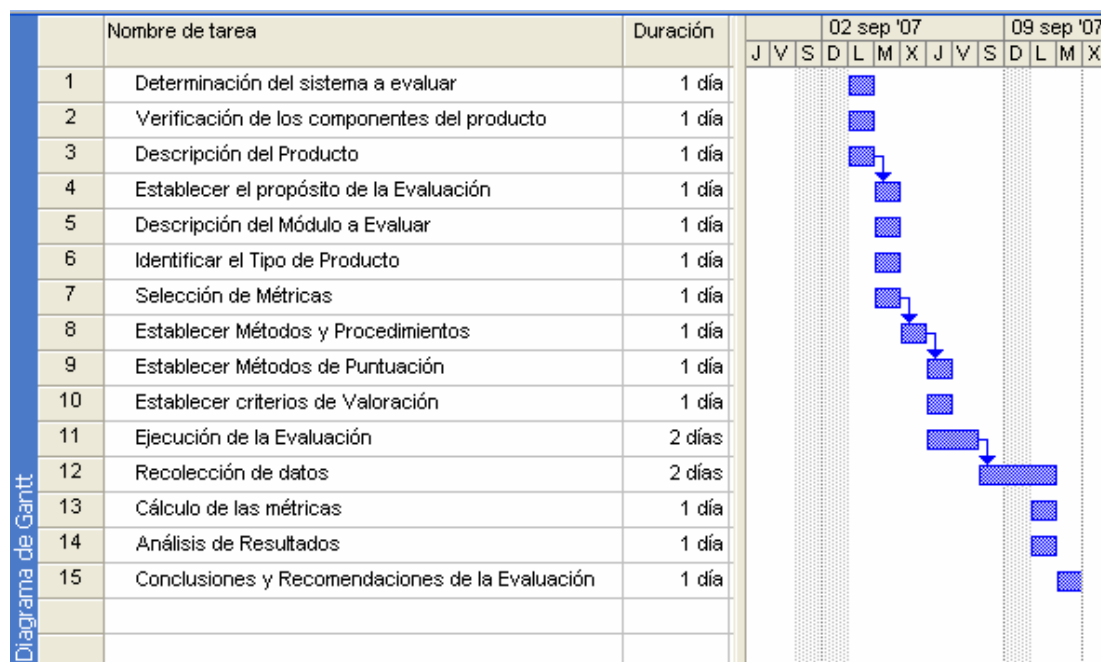 Nombre de tarea Duración 02 sep '07 09 sep '07
J V S D L M X J V S D L M X
1 Determinación del sistema a evaluar 1 día
2 Verificación de los componentes del producto 1 día
3 Descripción del Producto 1 día
4 Establecer el propósito de la Evaluación 1 día
5 Descripción del Módulo a Evaluar 1 día
6 Identificar el Tipo de Producto 1 día
7 Selección de Métricas 1 día
8 Establecer Métodos y Procedimientos 1 día
9 Establecer Métodos de Puntuación 1 día
10 Establecer criterios de Valoración 1 día
11 Ejecución de la Evaluación 2 días
12 Recolección de datos 2 días
13 Cálculo de las métricas 1 día
14 Análisis de Resultados 1 día
15 Conclusiones y Recomendaciones de la Evaluación 1 día
Diagrama de Gantt